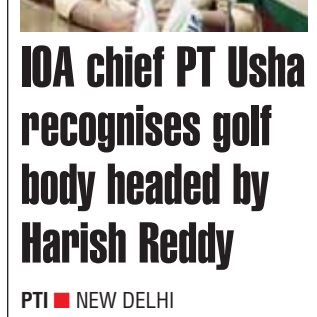 IOA chief PT Usha
recognises golf
body headed by
Harish Reddy
PTI ■ NEW DELHI